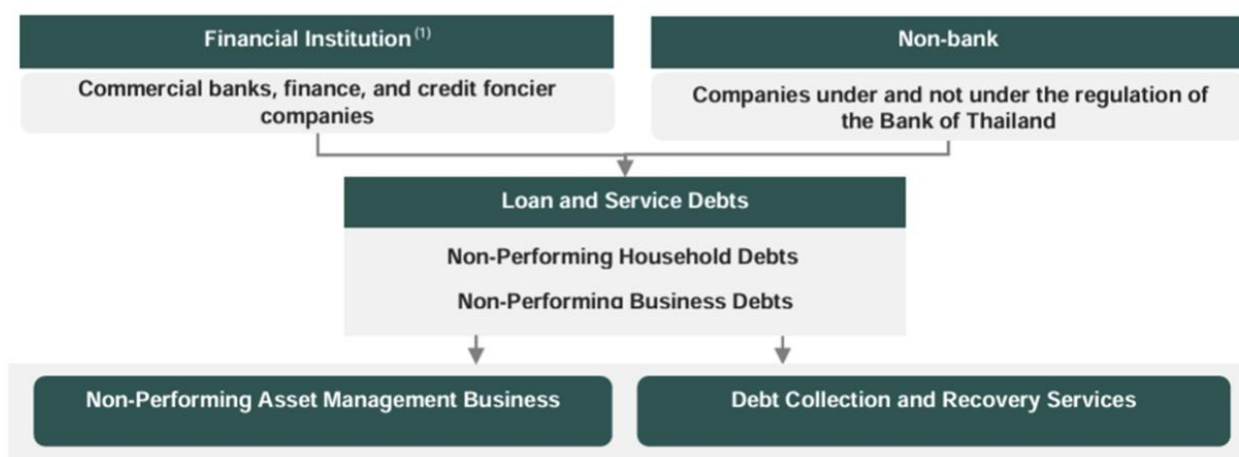 Financial Institution (1)
Non-bank
Commercial banks, finance, and credit foncier
companies
Companies under and not under the regulation of
the Bank of Thailand
Loan and Service Debts
Non-Performing Household Debts
Non-Performing Business Debts
Non-Performing Asset Management Business
Debt Collection and Recovery Services